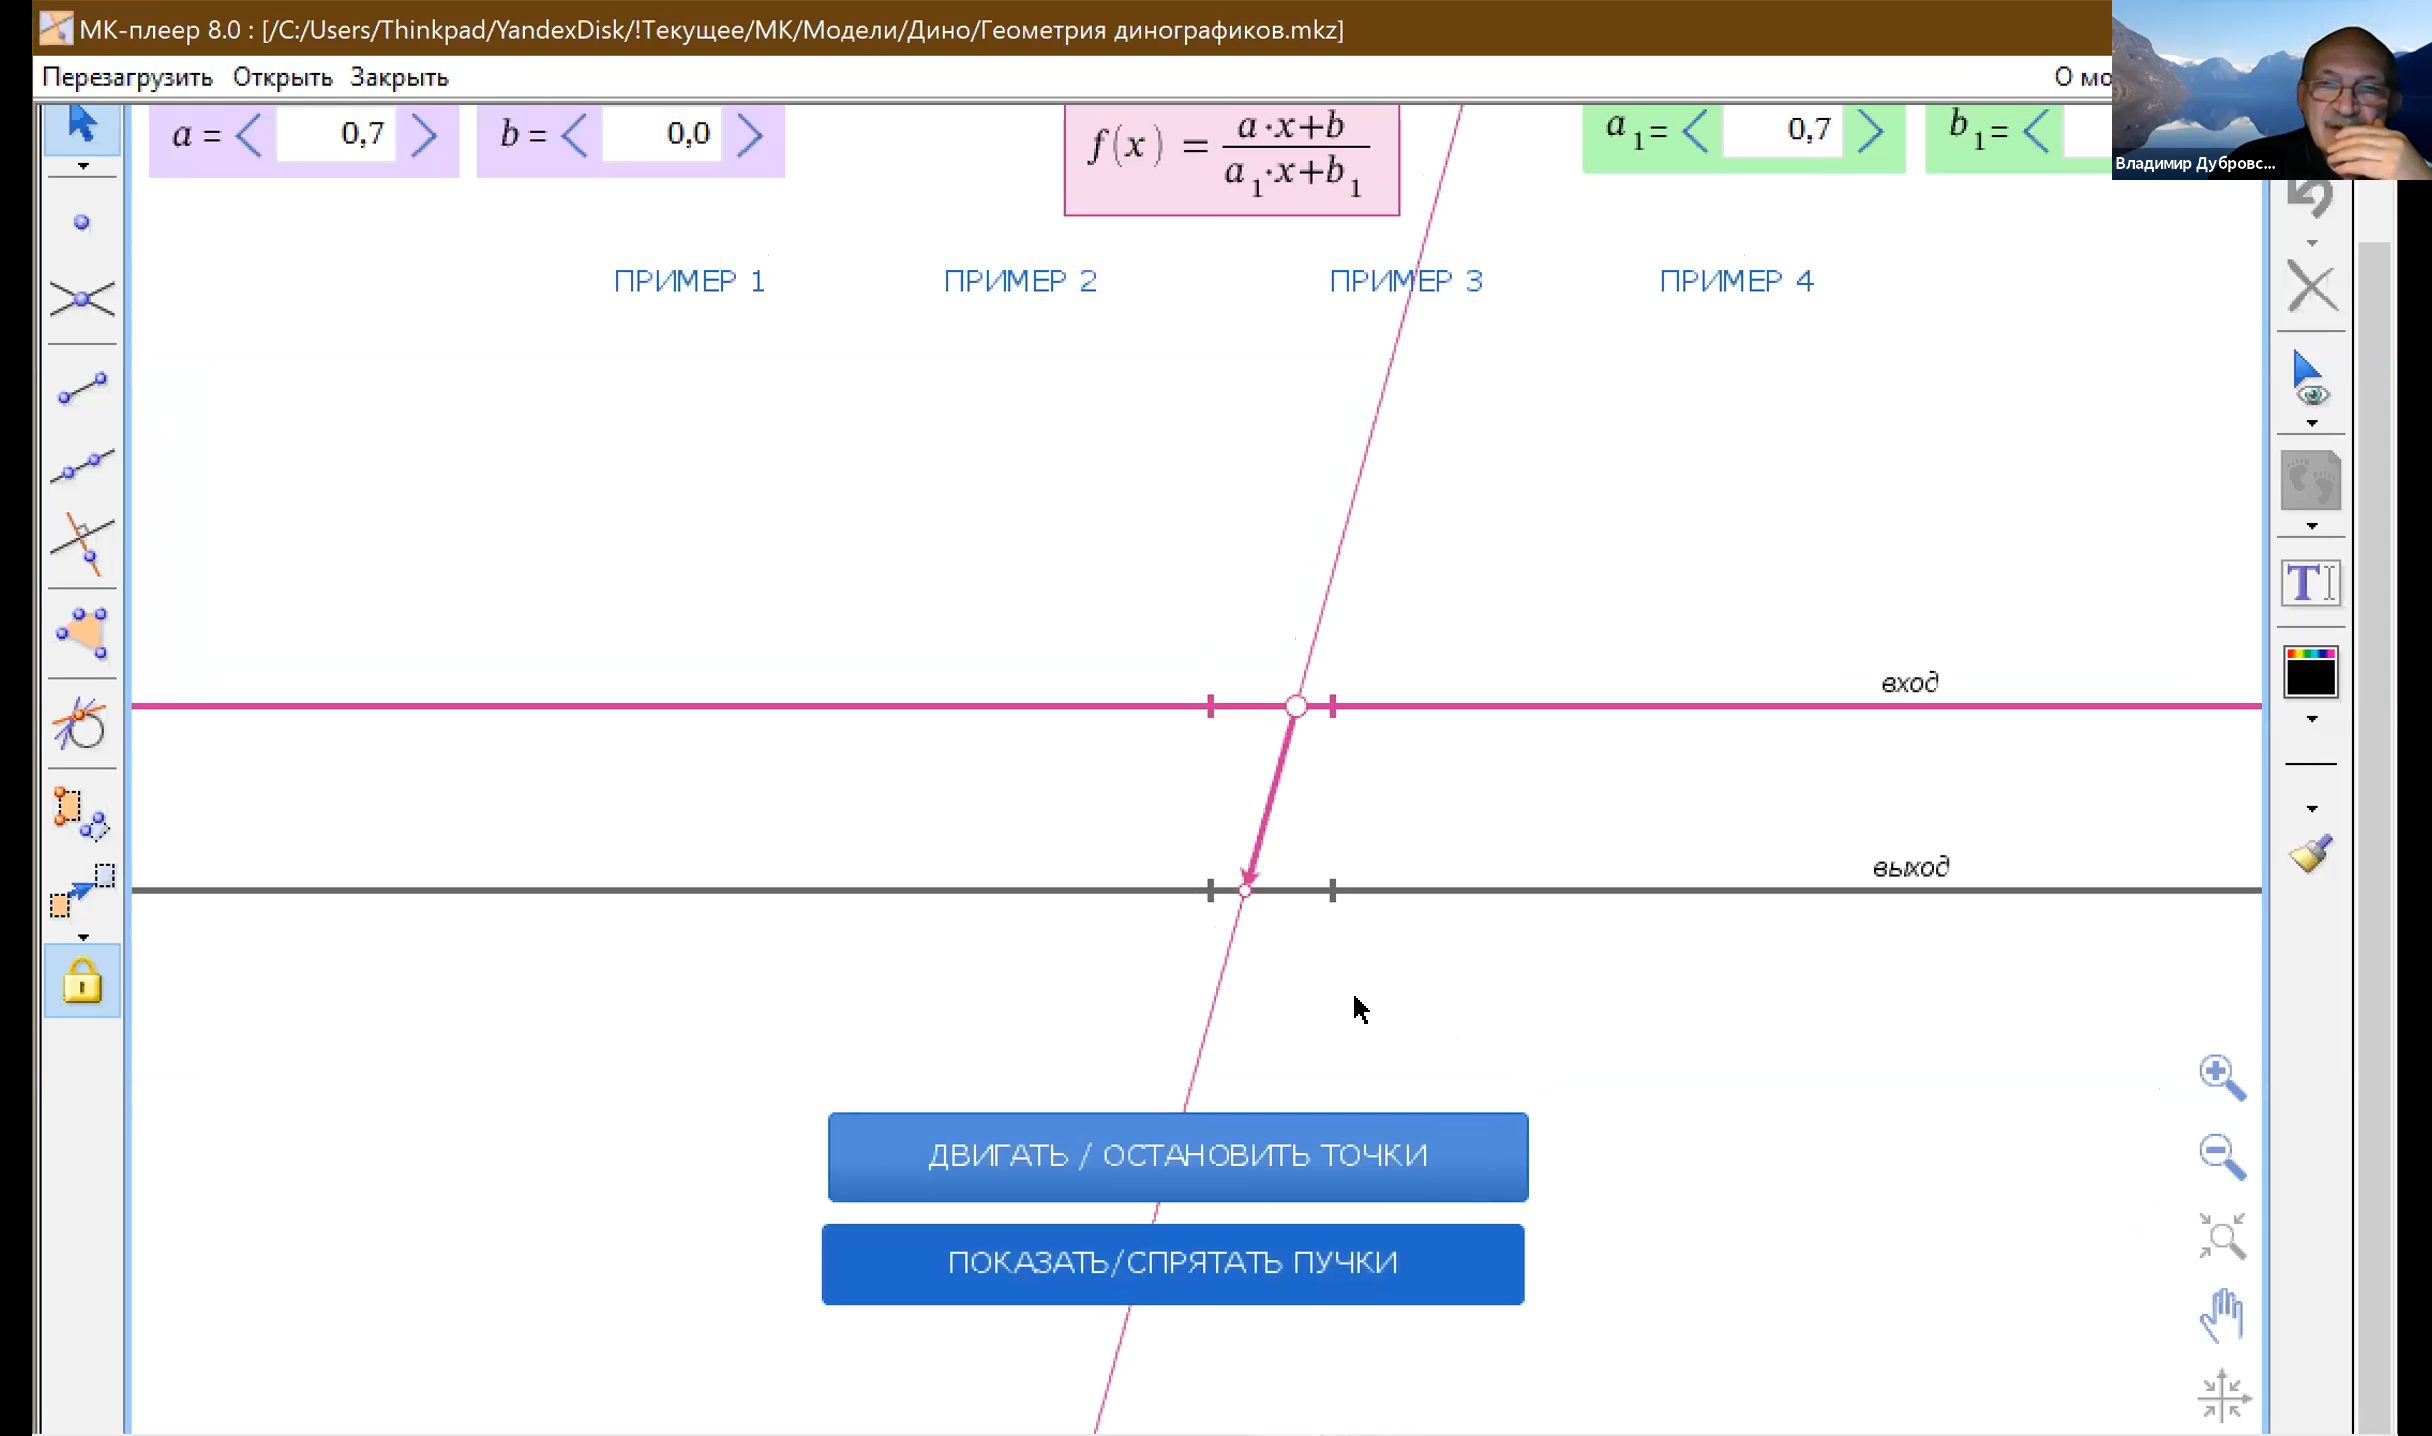 МК-плеер 8.0 : [/C:/Users/Thinkpad/YandexDisk/!Текущее/МК/Модели/Дино/Геометрия динографиков.mkz]
Перезагрузить Открыть Закрыть О мо
a = < 0,7 > b = < 0,0 > f(x) = (a·x+b)/(a₁·x+b₁) a₁= < 0,7 > b₁= <
Владимир Дубровс...
ПРИМЕР 1 ПРИМЕР 2 ПРИМЕР 3 ПРИМЕР 4
вход
выход
ДВИГАТЬ / ОСТАНОВИТЬ ТОЧКИ
ПОКАЗАТЬ/СПРЯТАТЬ ПУЧКИ